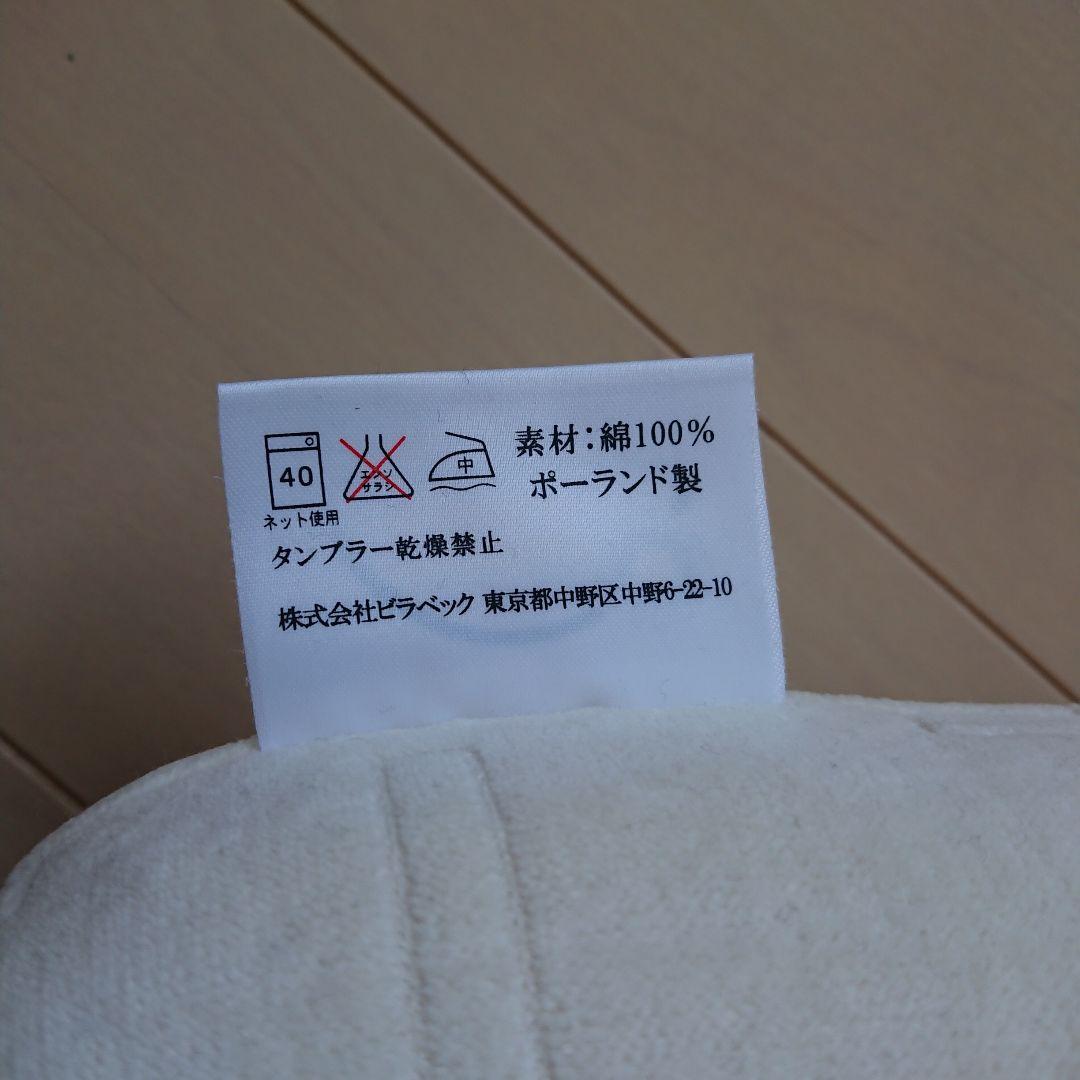 40
ネット使用
エンソ
サラシ
中
素材：綿100%
ポーランド製
タンブラー乾燥禁止
株式会社ビラベック 東京都中野区中野6-22-10